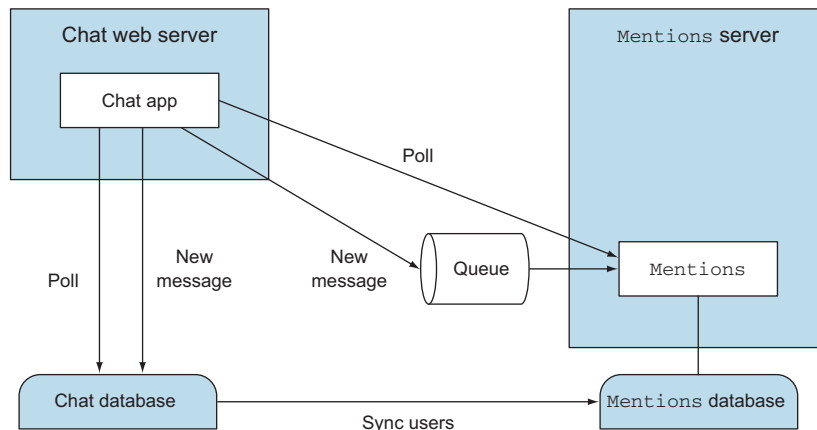 Chat web server
Mentions server
Chat app
Poll
New
message
Poll
New
message
Queue
Mentions
Chat database
Sync users
Mentions database